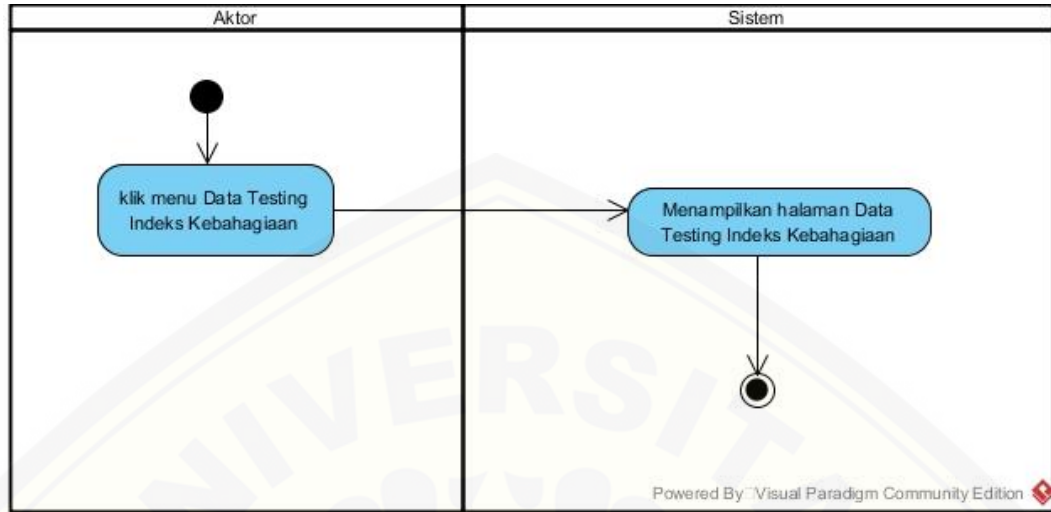 Aktor
Sistem
klik menu Data Testing
Indeks Kebahagiaan
Menampilkan halaman Data
Testing Indeks Kebahagiaan
UNIVERSITA
Powered By Visual Paradigm Community Edition